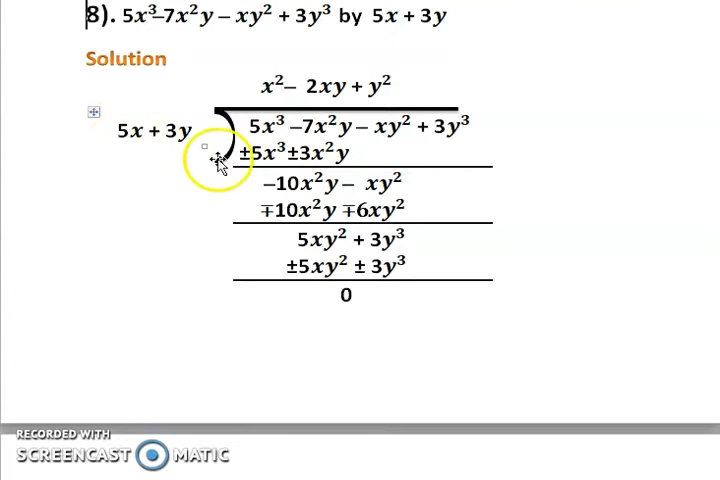 8). 5x³–7x²y – xy² + 3y³ by 5x + 3y
Solution
x² – 2xy + y²
5x + 3y 5x³ –7x²y – xy² + 3y³
±5x³±3x²y
–10x²y – xy²
∓10x²y ∓6xy²
5xy² + 3y³
±5xy² ± 3y³
0
RECORDED WITH
SCREENCAST MATIC